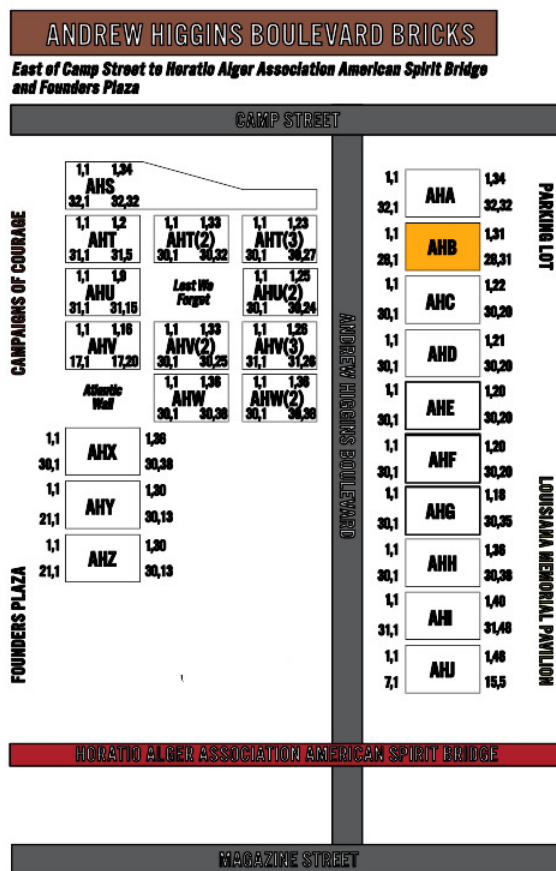 ANDREW HIGGINS BOULEVARD BRICKS
East of Camp Street to Horatio Alger Association American Spirit Bridge
and Founders Plaza
CAMP STREET
CAMPAIGNS OF COURAGE
FOUNDERS PLAZA
1,1 1,34
AHS
32,1 32,32
1,1 1,2
AHT
31,1 31,5
1,1 1,33
AHT(2)
30,1 30,32
1,1 1,23
AHT(3)
30,1 30,27
1,1 1,9
AHU
31,1 31,15
Lest We
Forget
1,1 1,25
AHU(2)
30,1 30,24
1,1 1,16
AHV
17,1 17,20
1,1 1,33
AHV(2)
30,1 30,25
1,1 1,26
AHV(3)
31,1 31,26
Atlantic
Wall
1,1 1,36
AHW
30,1 30,38
1,1 1,36
AHW(2)
30,1 30,38
1,1 1,36
AHX
30,1 30,38
1,1 1,30
AHY
21,1 30,13
1,1 1,30
AHZ
21,1 30,13
ANDREW HIGGINS BOULEVARD
1,1 1,34
AHA
32,1 32,32
1,1 1,31
AHB
28,1 28,31
1,1 1,22
AHC
30,1 30,20
1,1 1,21
AHD
30,1 30,20
1,1 1,20
AHE
30,1 30,20
1,1 1,20
AHF
30,1 30,20
1,1 1,18
AHG
30,1 30,35
1,1 1,36
AHH
30,1 30,38
1,1 1,40
AHI
31,1 31,48
1,1 1,48
AHJ
7,1 15,5
PARKING LOT
LOUISIANA MEMORIAL PAVILION
HORATIO ALGER ASSOCIATION AMERICAN SPIRIT BRIDGE
MAGAZINE STREET